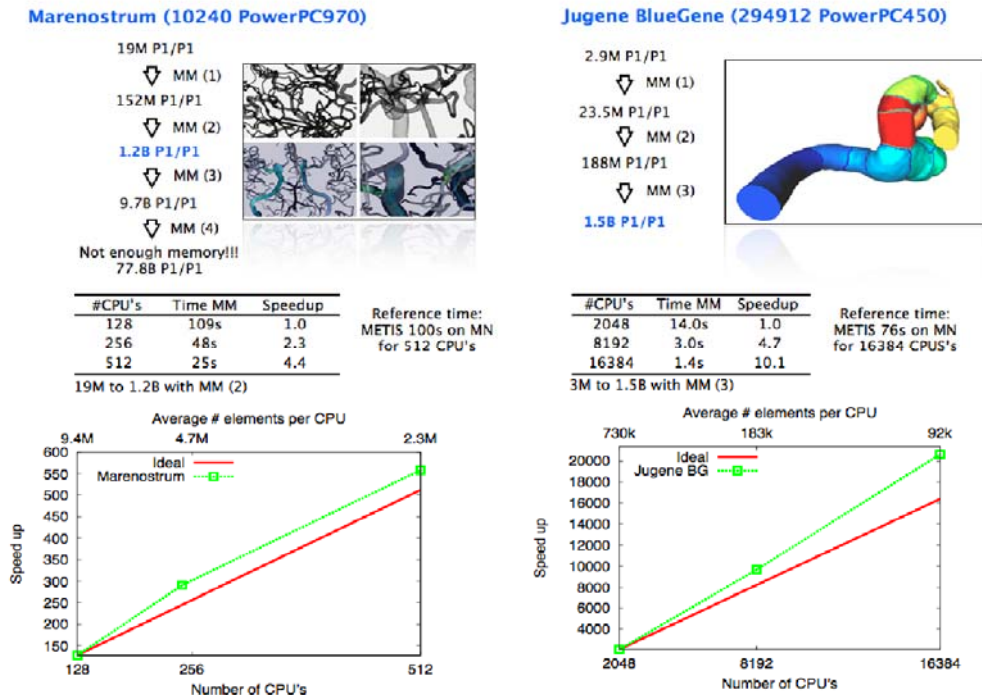 Marenostrum (10240 PowerPC970)
19M P1/P1
MM (1)
152M P1/P1
MM (2)
1.2B P1/P1
MM (3)
9.7B P1/P1
MM (4)
Not enough memory!!!
77.8B P1/P1
#CPU's Time MM Speedup
128 109s 1.0
256 48s 2.3
512 25s 4.4
19M to 1.2B with MM (2)
Reference time:
METIS 100s on MN
for 512 CPU's
Average # elements per CPU
9.4M 4.7M 2.3M
600
550
500
450
400
350
300
250
200
150
Speed up
Ideal
Marenostrum
128 256 512
Number of CPU's
Jugene BlueGene (294912 PowerPC450)
2.9M P1/P1
MM (1)
23.5M P1/P1
MM (2)
188M P1/P1
MM (3)
1.5B P1/P1
#CPU's Time MM Speedup
2048 14.0s 1.0
8192 3.0s 4.7
16384 1.4s 10.1
3M to 1.5B with MM (3)
Reference time:
METIS 76s on MN
for 16384 CPUS's
Average # elements per CPU
730k 183k 92k
20000
18000
16000
14000
12000
10000
8000
6000
4000
Speed up
Ideal
Jugene BG
2048 8192 16384
Number of CPU's